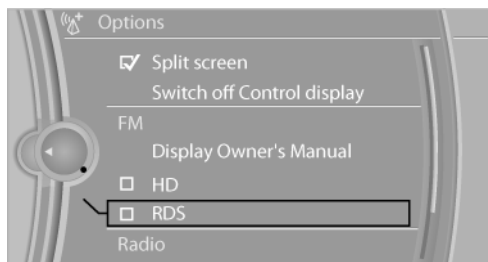 Options
Split screen
Switch off Control display
FM
Display Owner's Manual
HD
RDS
Radio